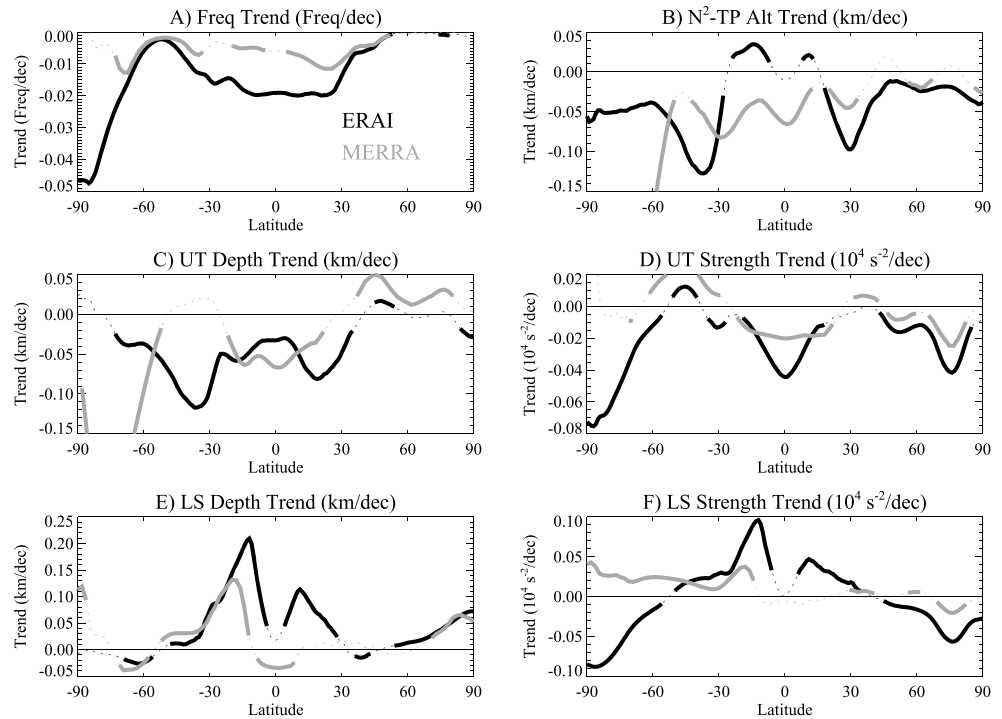 A) Freq Trend (Freq/dec)
0.00
-0.01
-0.02
-0.03
-0.04
-0.05
Trend (Freq/dec)
ERAI
MERRA
-90 -60 -30 0 30 60 90
Latitude
B) N²-TP Alt Trend (km/dec)
0.05
0.00
-0.05
-0.10
-0.15
Trend (km/dec)
-90 -60 -30 0 30 60 90
Latitude
C) UT Depth Trend (km/dec)
0.05
0.00
-0.05
-0.10
-0.15
Trend (km/dec)
-90 -60 -30 0 30 60 90
Latitude
D) UT Strength Trend (10⁴ s⁻²/dec)
0.02
0.00
-0.02
-0.04
-0.06
-0.08
Trend (10⁴ s⁻²/dec)
-90 -60 -30 0 30 60 90
Latitude
E) LS Depth Trend (km/dec)
0.25
0.20
0.15
0.10
0.05
0.00
-0.05
Trend (km/dec)
-90 -60 -30 0 30 60 90
Latitude
F) LS Strength Trend (10⁴ s⁻²/dec)
0.10
0.05
0.00
-0.05
-0.10
Trend (10⁴ s⁻²/dec)
-90 -60 -30 0 30 60 90
Latitude